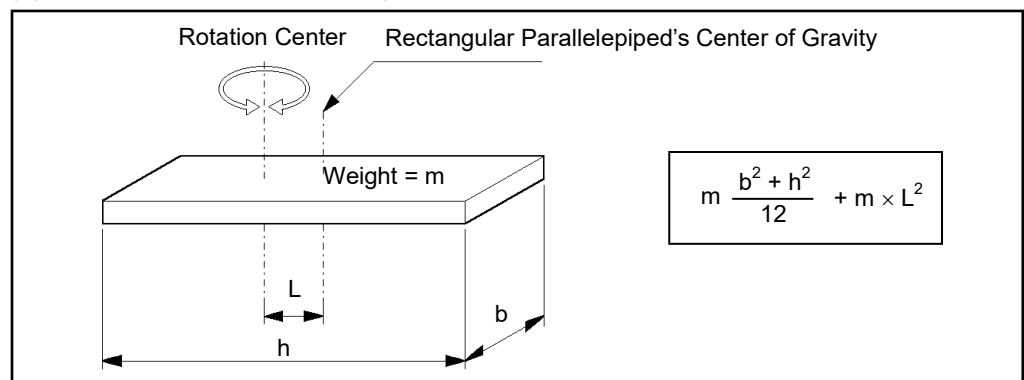 Rotation Center
Rectangular Parallelepiped's Center of Gravity
Weight = m
m (b² + h²)/12 + m × L²
L
b
h